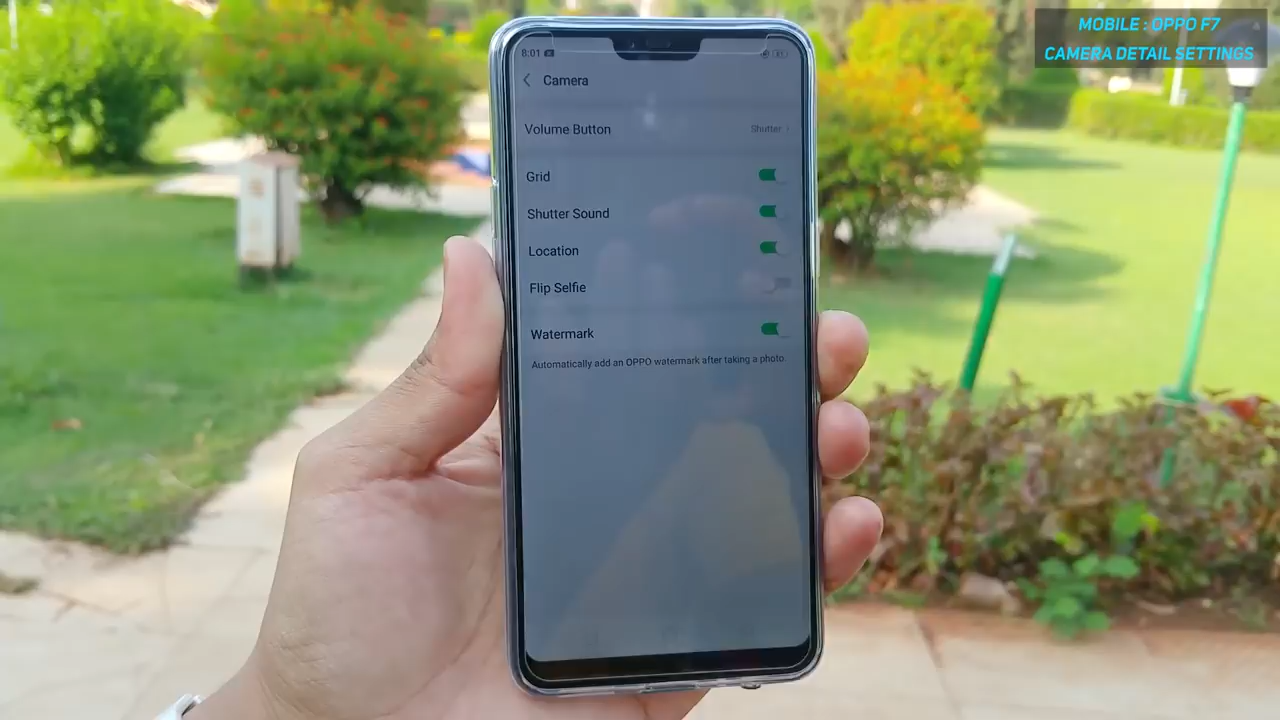 MOBILE : OPPO F7
CAMERA DETAIL SETTINGS
8:01
Camera
Volume Button Shutter
Grid
Shutter Sound
Location
Flip Selfie
Watermark
Automatically add an OPPO watermark after taking a photo.